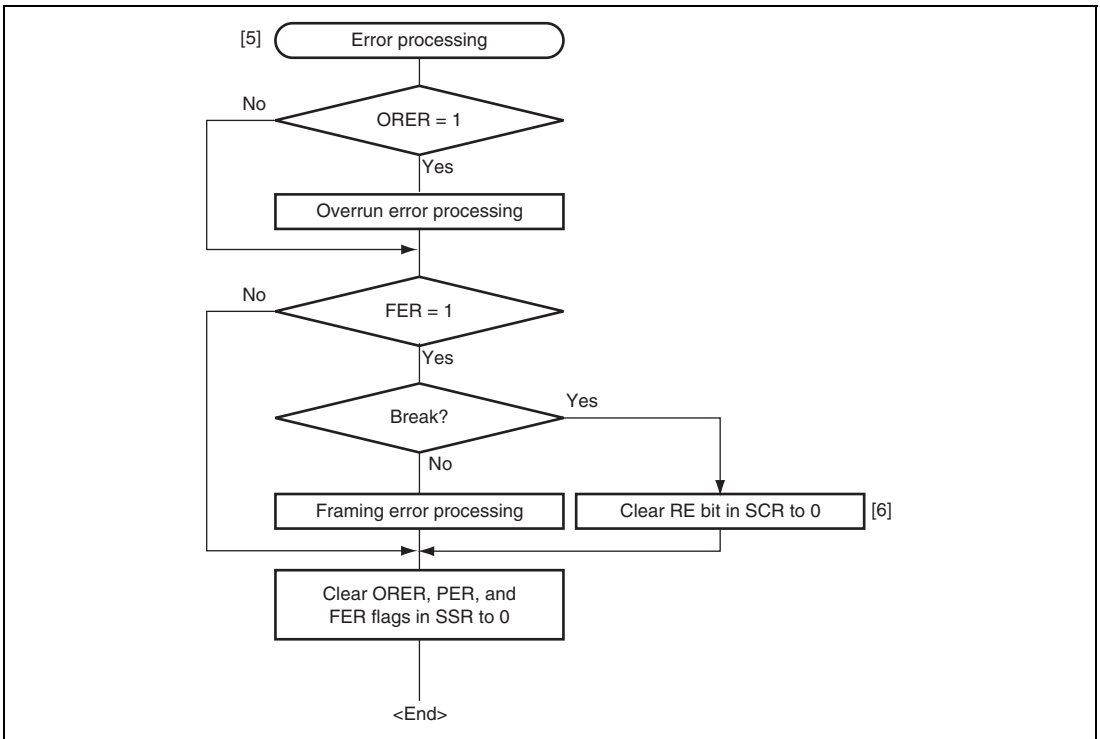 [5] Error processing
No
ORER = 1
Yes
Overrun error processing
No
FER = 1
Yes
Break?
Yes
No
Framing error processing
Clear RE bit in SCR to 0 [6]
Clear ORER, PER, and
FER flags in SSR to 0
<End>